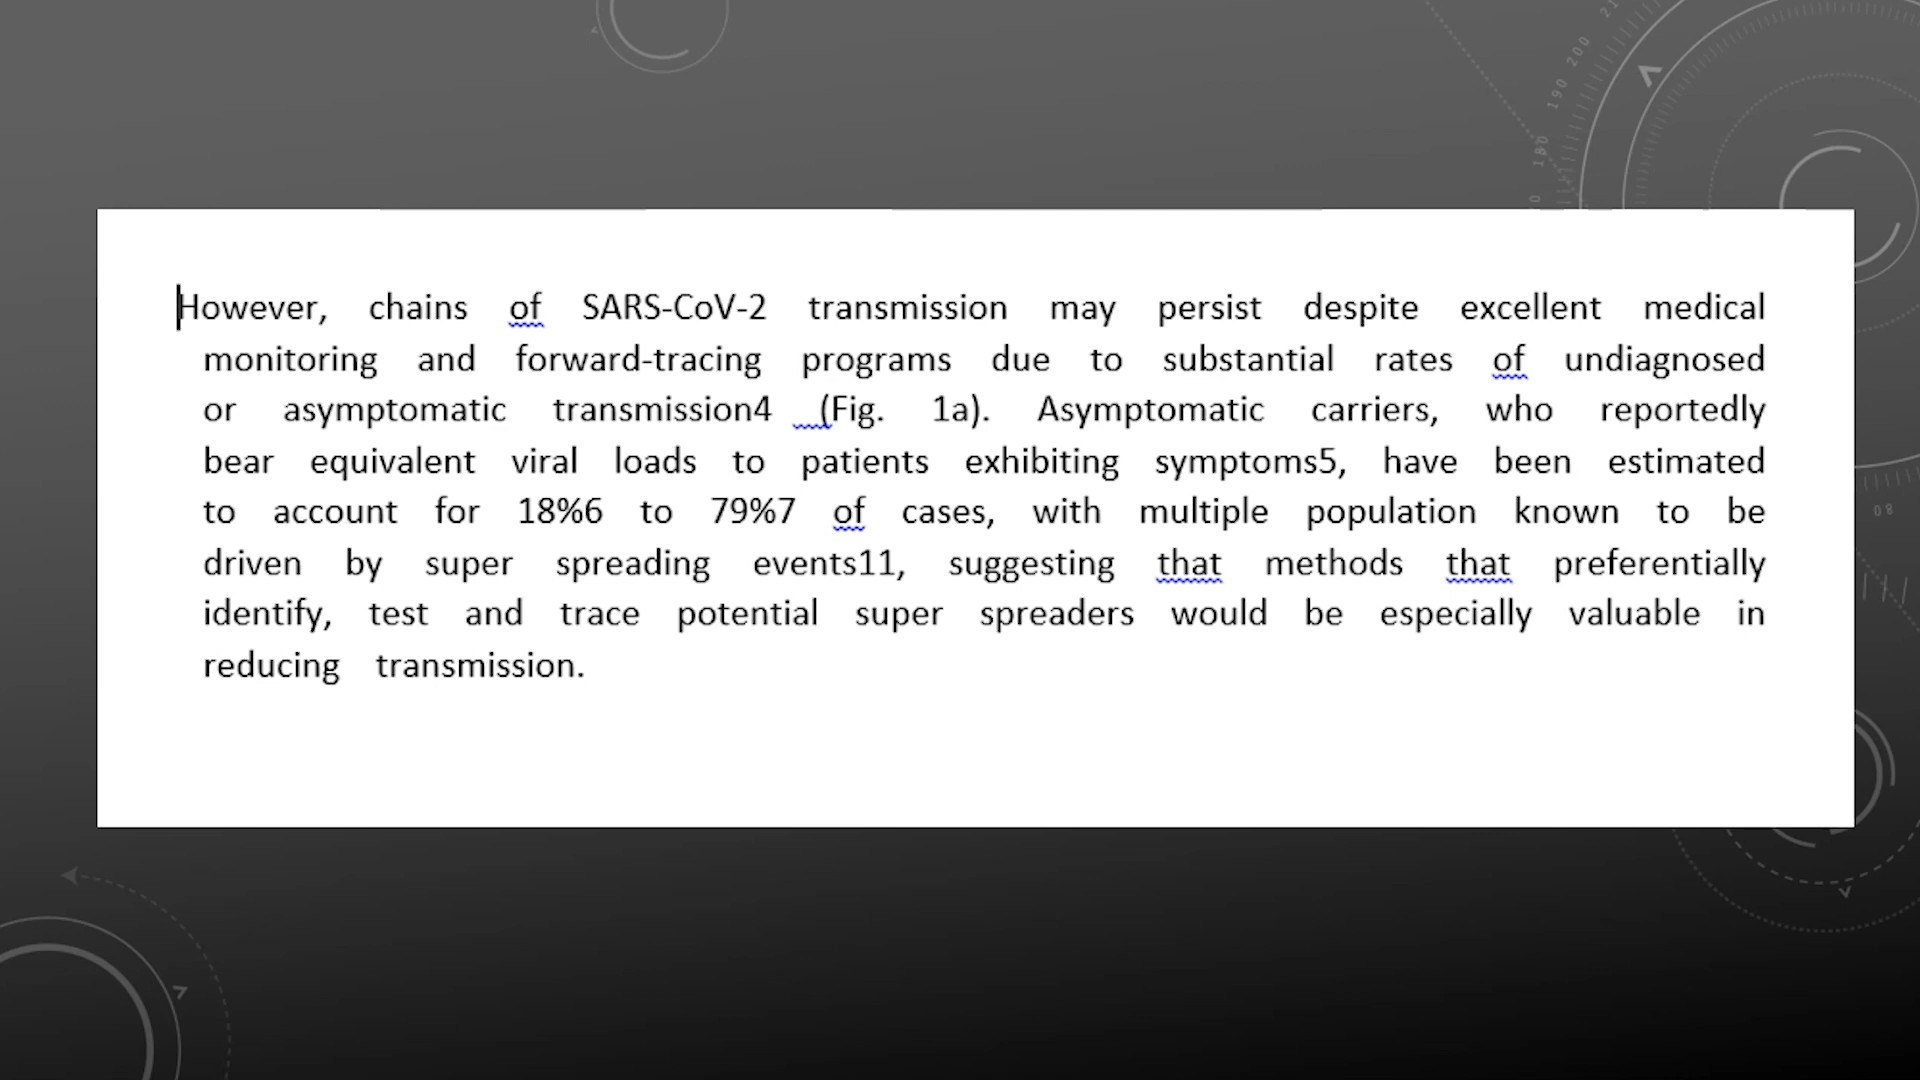 However, chains of SARS-CoV-2 transmission may persist despite excellent medical
monitoring and forward-tracing programs due to substantial rates of undiagnosed
or asymptomatic transmission4 (Fig. 1a). Asymptomatic carriers, who reportedly
bear equivalent viral loads to patients exhibiting symptoms5, have been estimated
to account for 18%6 to 79%7 of cases, with multiple population known to be
driven by super spreading events11, suggesting that methods that preferentially
identify, test and trace potential super spreaders would be especially valuable in
reducing transmission.
180
190
200
80